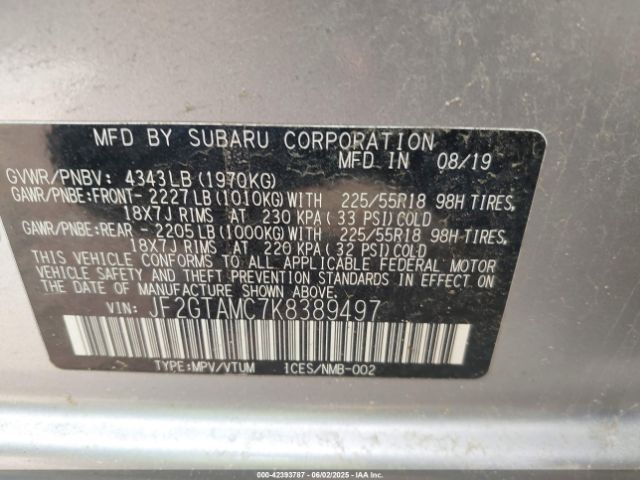 MFD BY SUBARU CORPORATION
MFD IN 08/19
GVWR/PNBV: 4343LB (1970KG)
GAWR/PNBE:FRONT- 2227LB (1010KG)WITH 225/55R18 98H TIRES,
18X7J RIMS AT 230 KPA (33 PSI)COLD
GAWR/PNBE:REAR - 2205LB (1000KG)WITH 225/55R18 98H TIRES,
18X7J RIMS AT 220 KPA (32 PSI)COLD
THIS VEHICLE CONFORMS TO ALL APPLICABLE FEDERAL MOTOR
VEHICLE SAFETY AND THEFT PREVENTION STANDARDS IN EFFECT ON
THE DATE OF MANUFACTURE SHOWN ABOVE.
VIN: JF2GTAMC7K8389497
TYPE:MPV/VTUM ICES/NMB-002
000-42393787 - 06/02/2025 - IAAI.COM